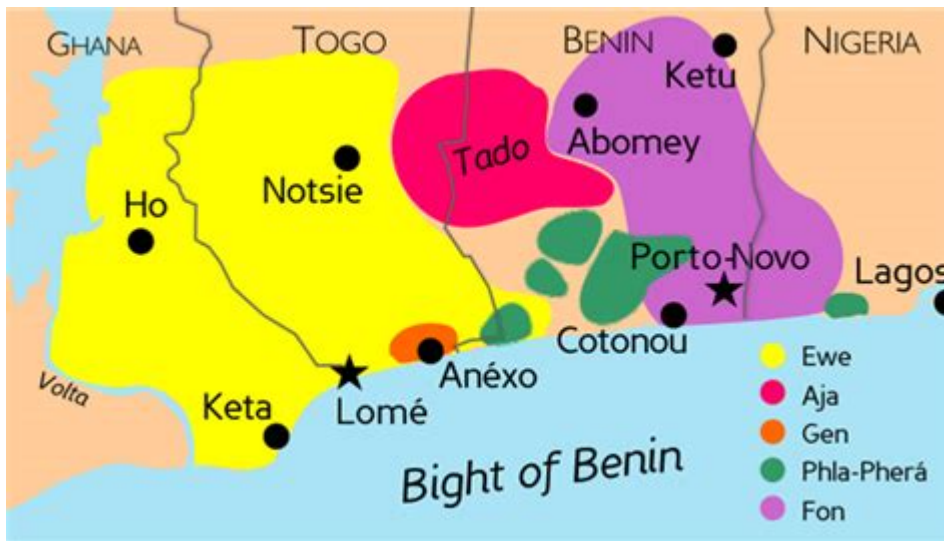 GHANA
TOGO
BENIN
NIGERIA
Ketu
Abomey
Tado
Notsie
Ho
Porto-Novo
Lagos
Cotonou
Anéxo
Volta
Keta
Lomé
Bight of Benin
Ewe
Aja
Gen
Phla-Pherá
Fon